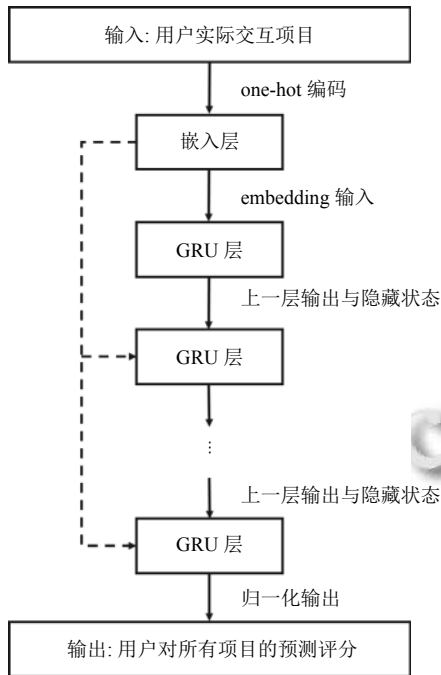 输入: 用户实际交互项目
one-hot 编码
嵌入层
embedding 输入
GRU 层
上一层输出与隐藏状态
GRU 层
⋮
上一层输出与隐藏状态
GRU 层
归一化输出
输出: 用户对所有项目的预测评分